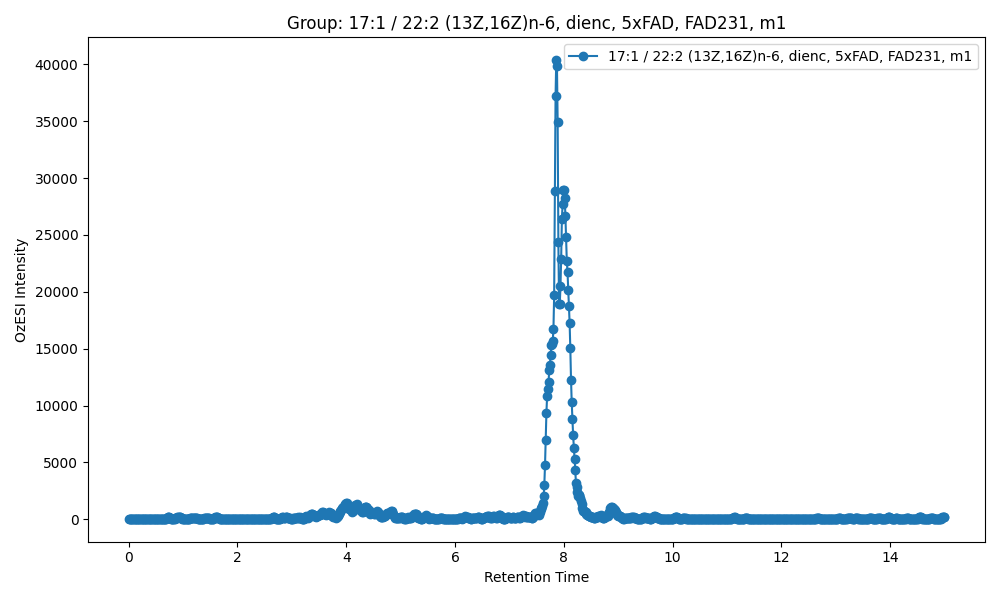 Group: 17:1 / 22:2 (13Z,16Z)n-6, dienc, 5xFAD, FAD231, m1
17:1 / 22:2 (13Z,16Z)n-6, dienc, 5xFAD, FAD231, m1
40000
35000
30000
25000
20000
15000
10000
5000
0
OzESI Intensity
0 2 4 6 8 10 12 14
Retention Time